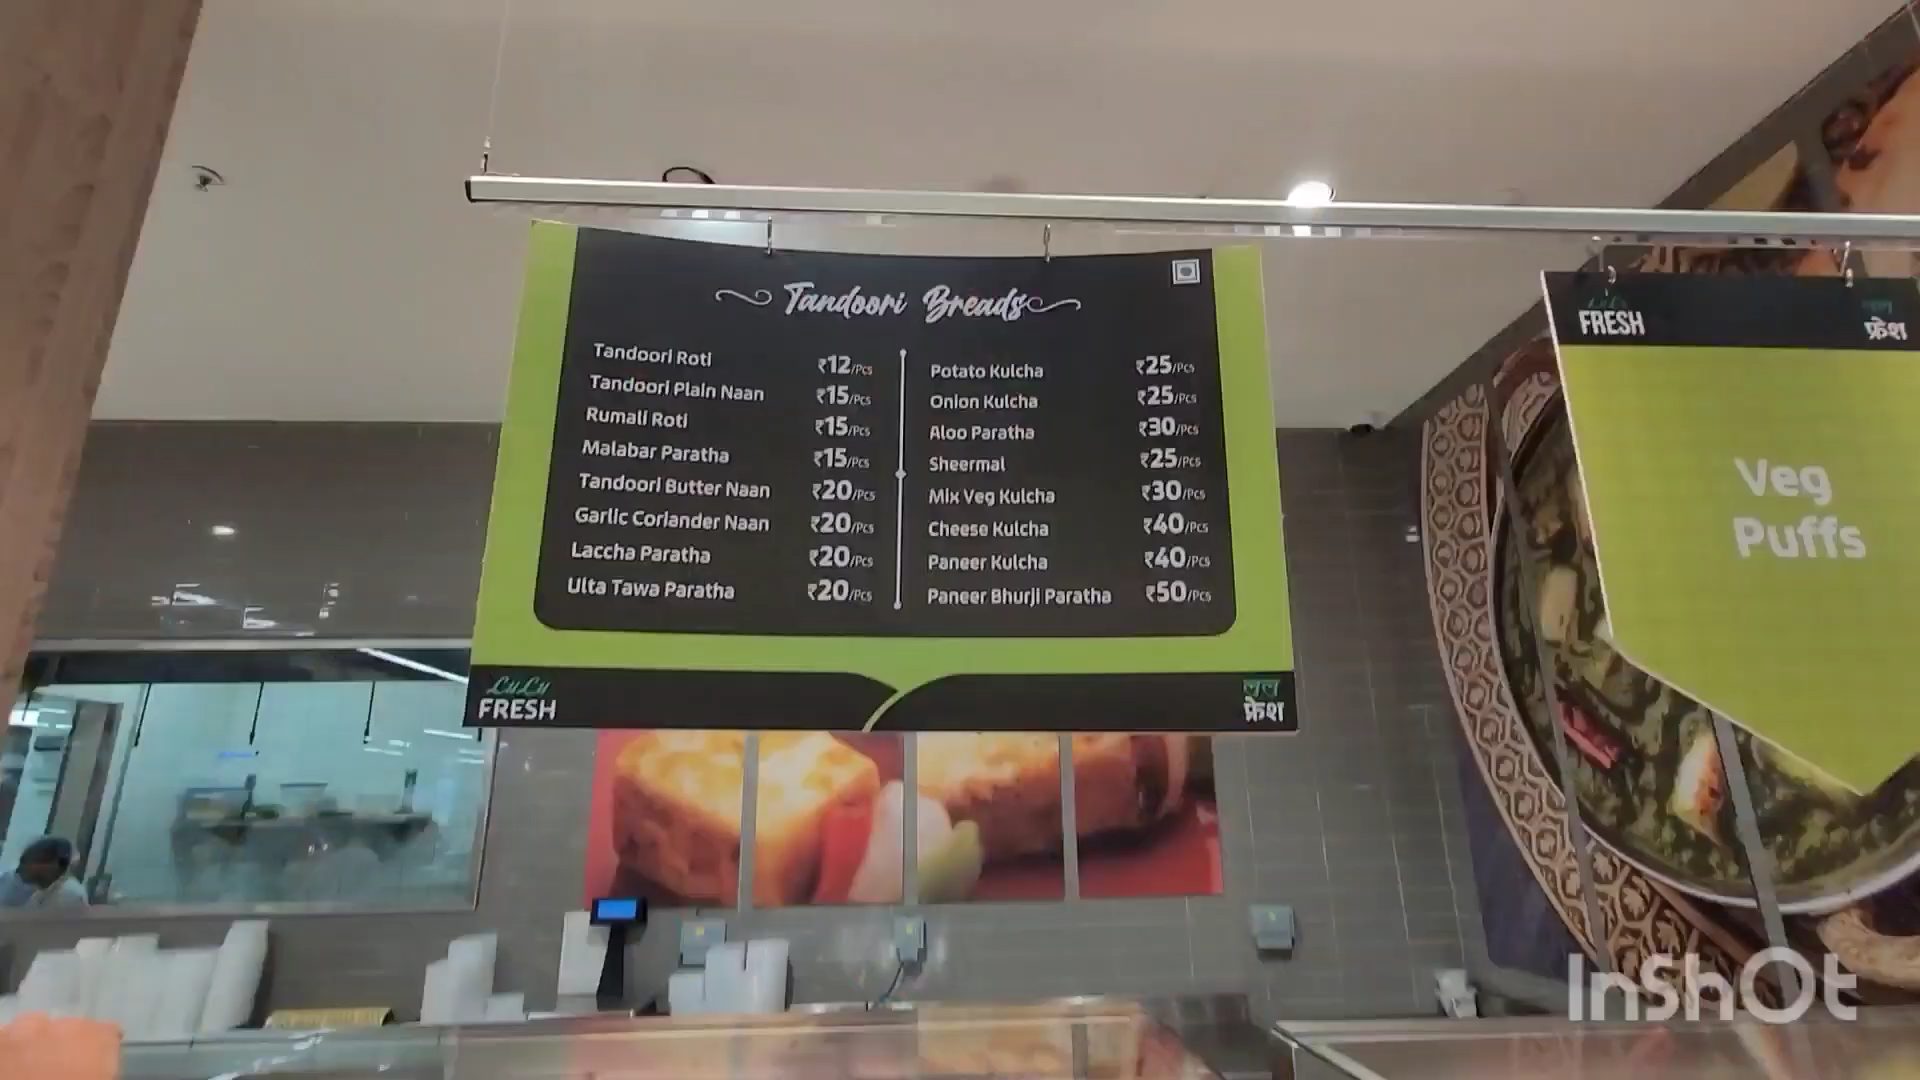 Tandoori Breads
Tandoori Roti ₹12/Pcs
Tandoori Plain Naan ₹15/Pcs
Rumali Roti ₹15/Pcs
Malabar Paratha ₹15/Pcs
Tandoori Butter Naan ₹20/Pcs
Garlic Coriander Naan ₹20/Pcs
Laccha Paratha ₹20/Pcs
Ulta Tawa Paratha ₹20/Pcs
Potato Kulcha ₹25/Pcs
Onion Kulcha ₹25/Pcs
Aloo Paratha ₹30/Pcs
Sheermal ₹25/Pcs
Mix Veg Kulcha ₹30/Pcs
Cheese Kulcha ₹40/Pcs
Paneer Kulcha ₹40/Pcs
Paneer Bhurji Paratha ₹50/Pcs
LuLu
FRESH
लुलु
फ्रेश
LuLu
FRESH
लुलु
फ्रेश
Veg
Puffs
InShOt